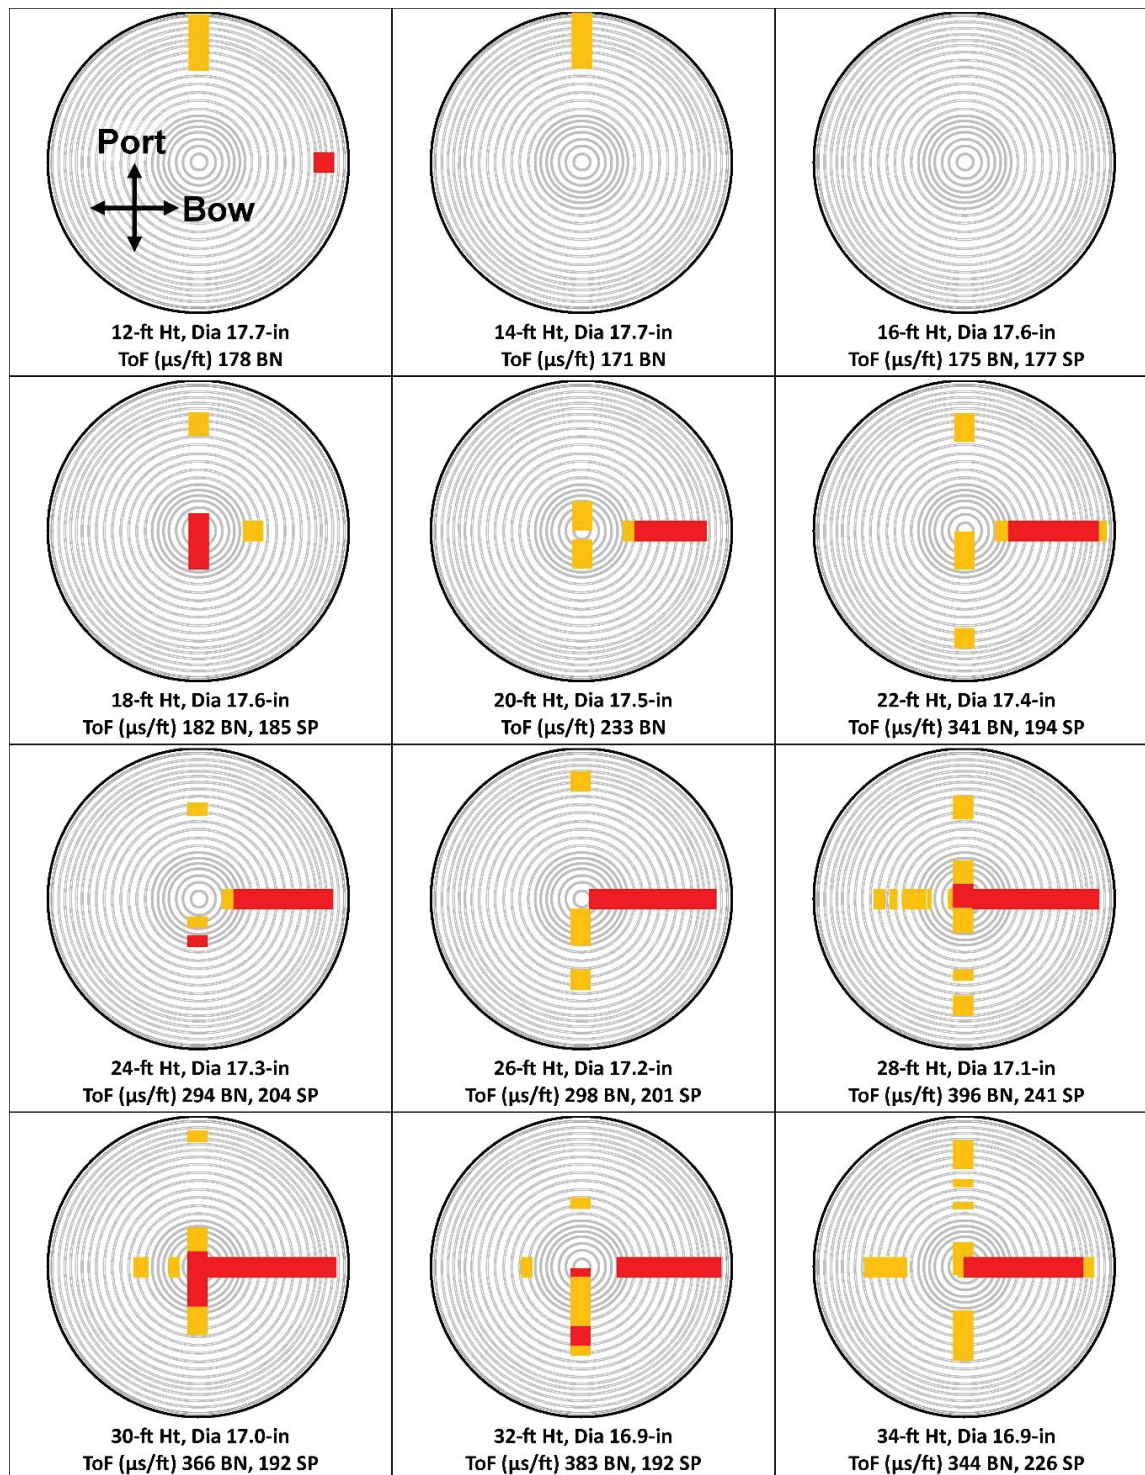 Port
Bow
12-ft Ht, Dia 17.7-in
ToF (µs/ft) 178 BN
14-ft Ht, Dia 17.7-in
ToF (µs/ft) 171 BN
16-ft Ht, Dia 17.6-in
ToF (µs/ft) 175 BN, 177 SP
18-ft Ht, Dia 17.6-in
ToF (µs/ft) 182 BN, 185 SP
20-ft Ht, Dia 17.5-in
ToF (µs/ft) 233 BN
22-ft Ht, Dia 17.4-in
ToF (µs/ft) 341 BN, 194 SP
24-ft Ht, Dia 17.3-in
ToF (µs/ft) 294 BN, 204 SP
26-ft Ht, Dia 17.2-in
ToF (µs/ft) 298 BN, 201 SP
28-ft Ht, Dia 17.1-in
ToF (µs/ft) 396 BN, 241 SP
30-ft Ht, Dia 17.0-in
ToF (µs/ft) 366 BN, 192 SP
32-ft Ht, Dia 16.9-in
ToF (µs/ft) 383 BN, 192 SP
34-ft Ht, Dia 16.9-in
ToF (µs/ft) 344 BN, 226 SP